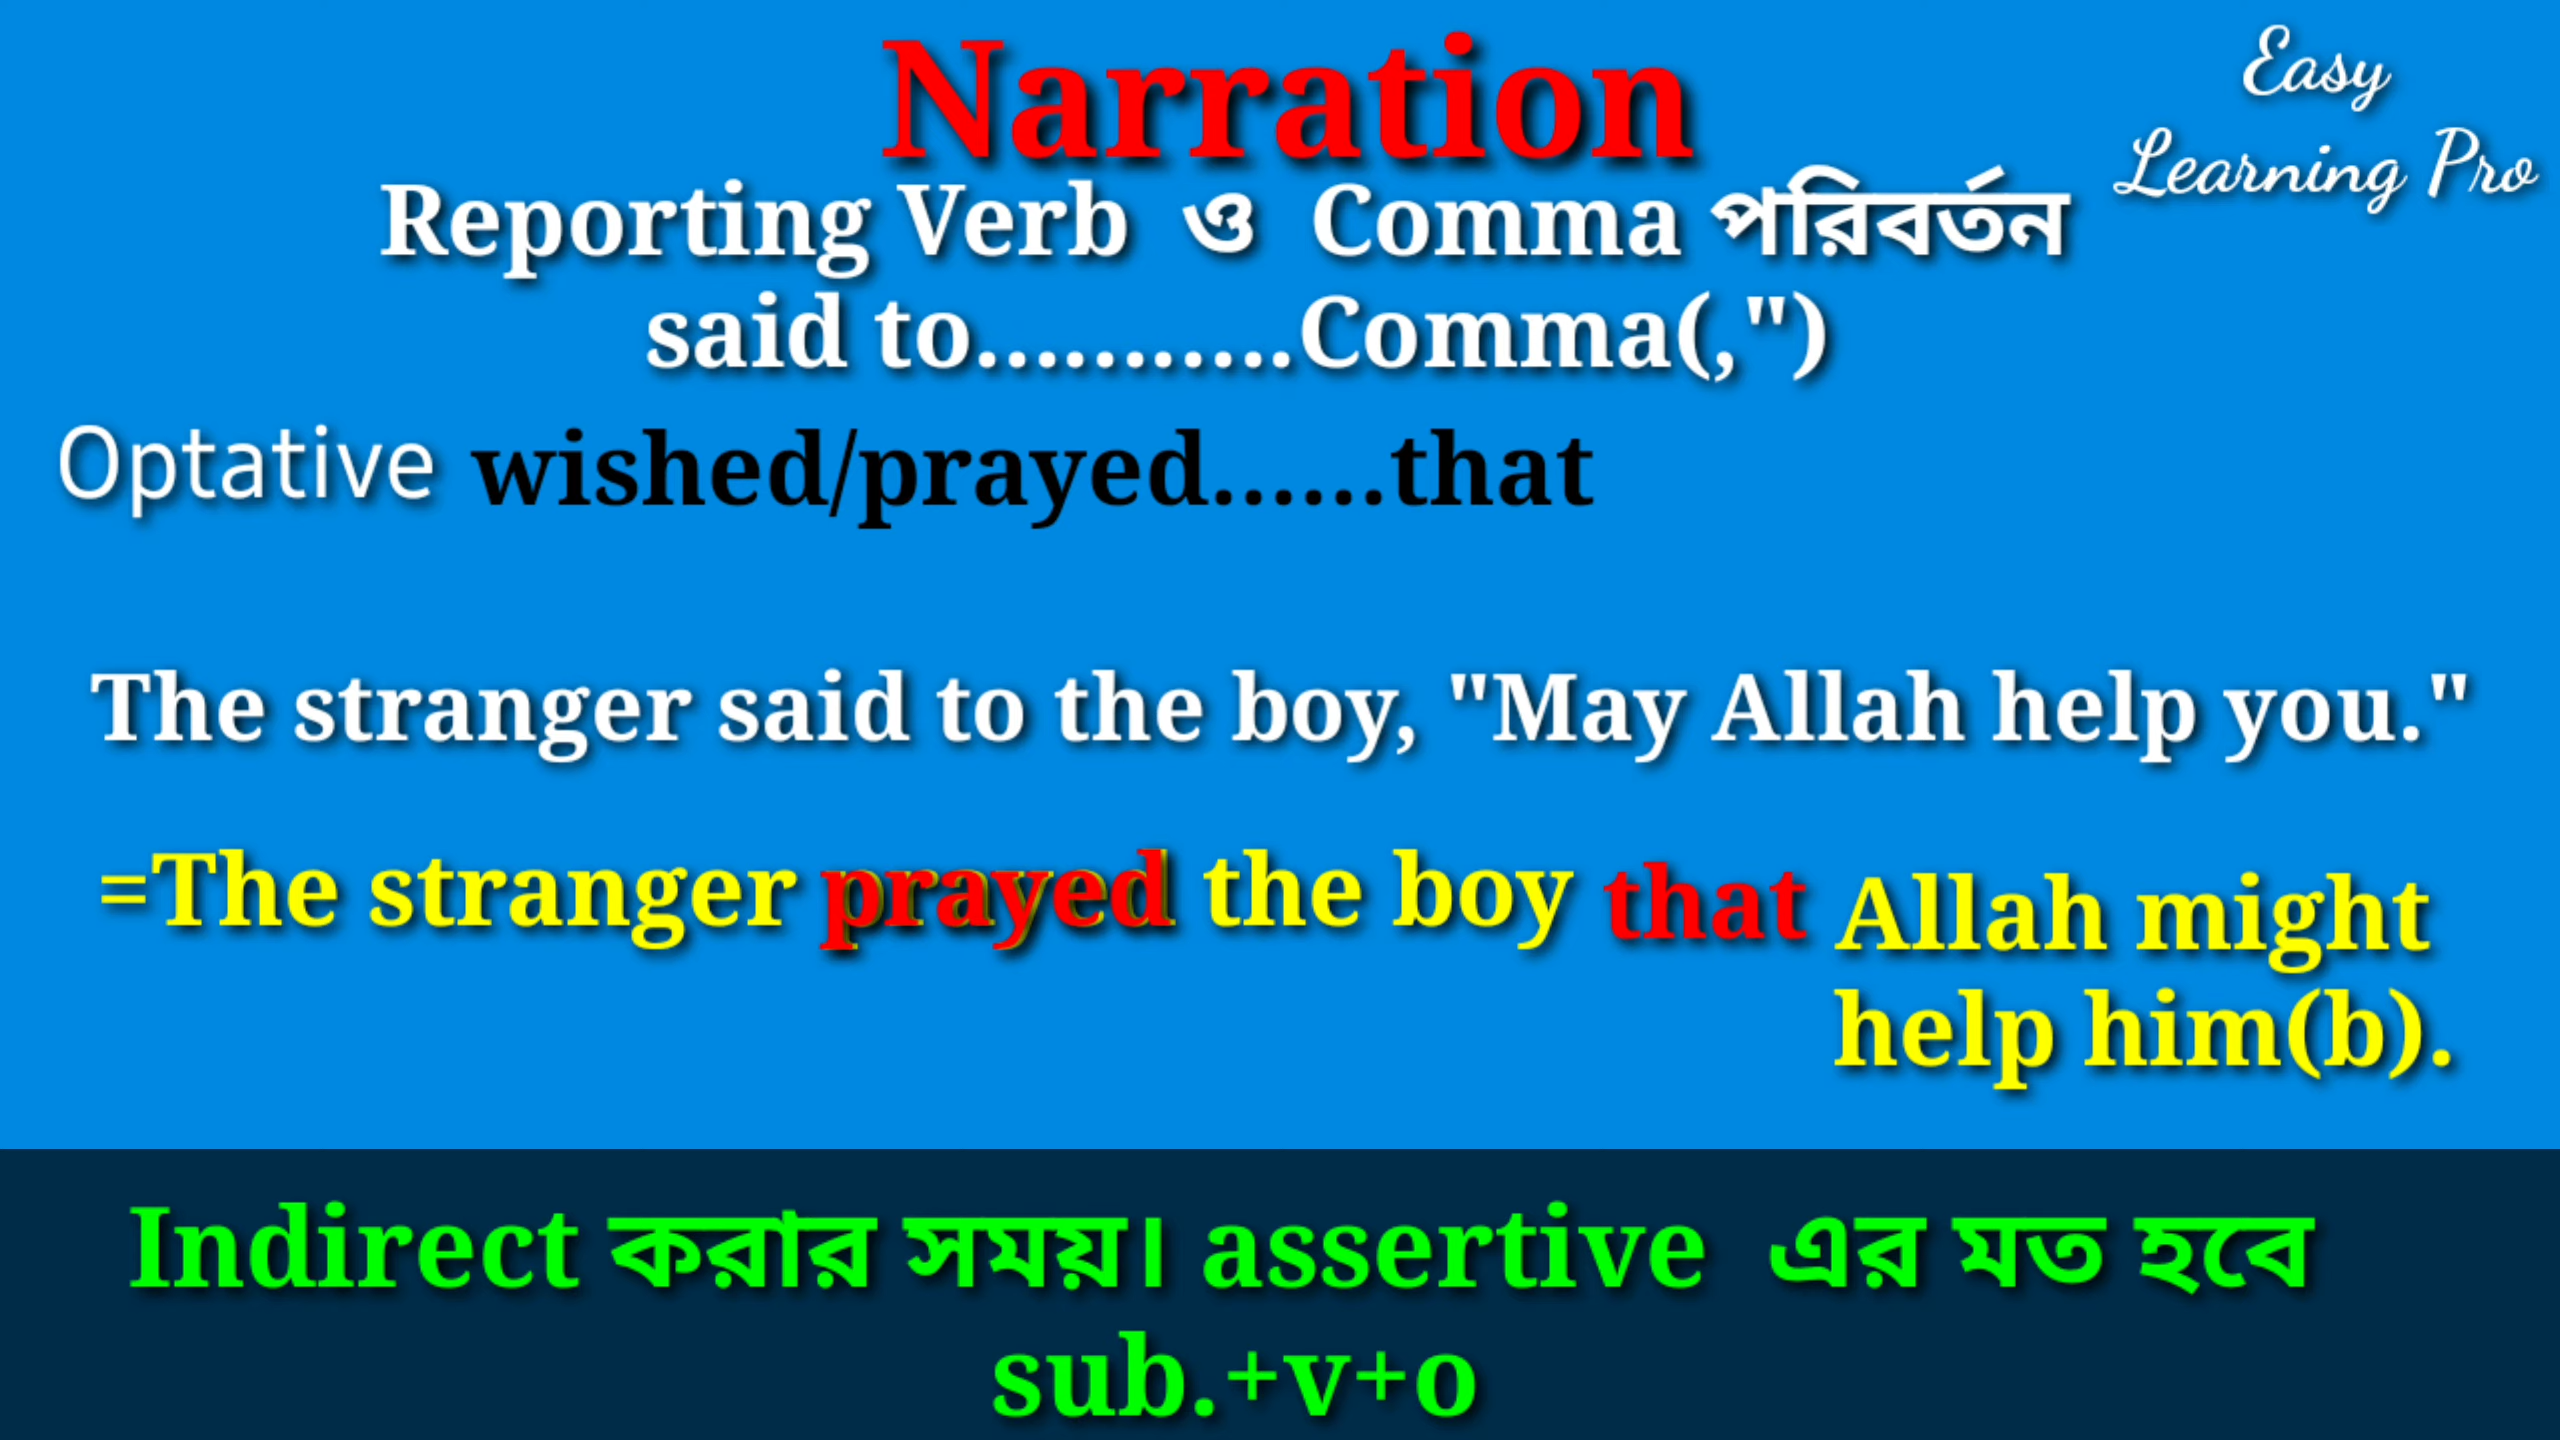 Narration
Easy
Learning Pro
Reporting Verb ও Comma পরিবর্তন
said to...........Comma(,")
Optative wished/prayed......that
The stranger said to the boy, "May Allah help you."
=The stranger prayed the boy that Allah might
help him(b).
Indirect করার সময়। assertive এর মত হবে
sub.+v+o